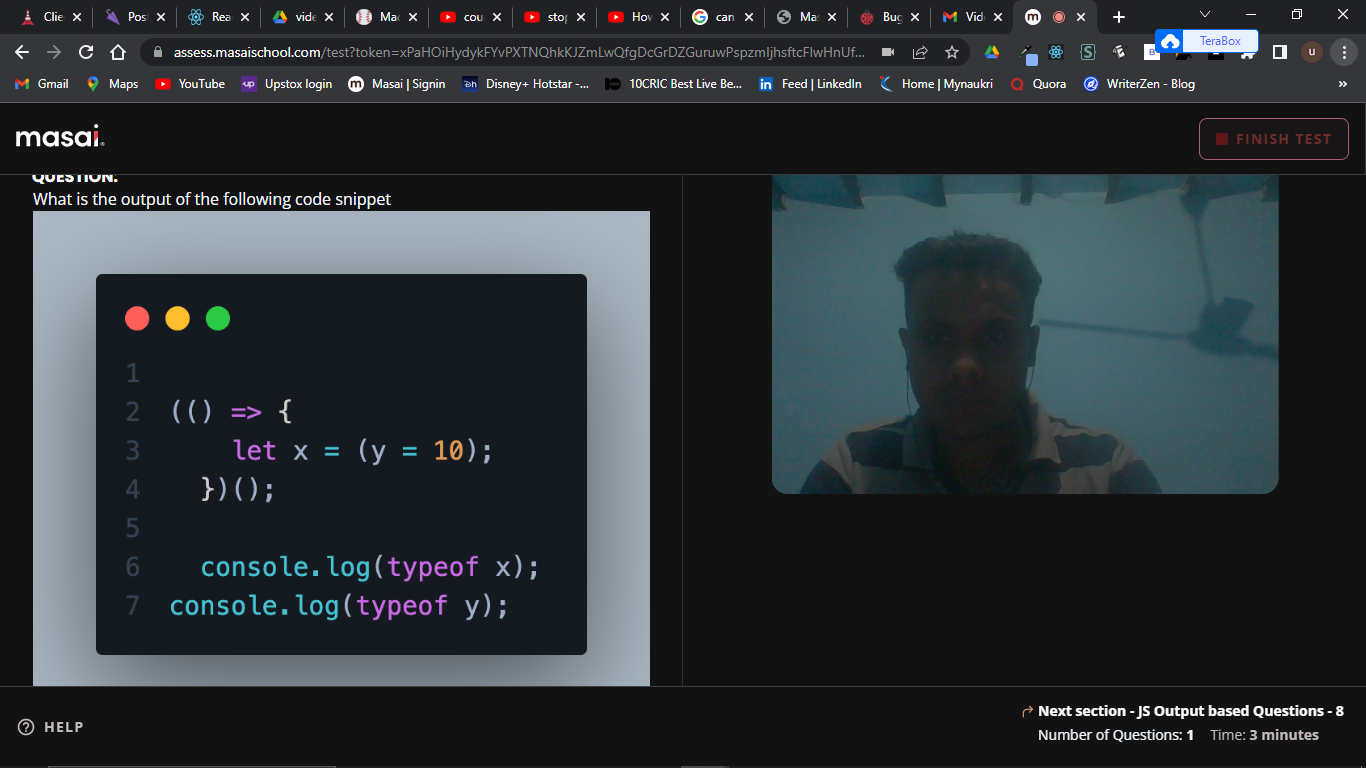 Clie
Post
Rea
vide
Mac
cou
stop
How
can
Mas
Bug
Vid
m
assess.masaischool.com/test?token=xPaHOiHydykFYvPXTNQhkKJZmLwQfgDcGrDZGuruwPspzmIjhsftcFlwHnUf...
TeraBox
u
Gmail
Maps
YouTube
up Upstox login
m Masai | Signin
Disney+ Hotstar -...
10CRIC Best Live Be...
in Feed | LinkedIn
Home | Mynaukri
Quora
WriterZen - Blog
»
masai.
FINISH TEST
QUESTION.
What is the output of the following code snippet
1
2 (() => {
3 let x = (y = 10);
4 })();
5
6 console.log(typeof x);
7 console.log(typeof y);
? HELP
Next section - JS Output based Questions - 8
Number of Questions: 1 Time: 3 minutes